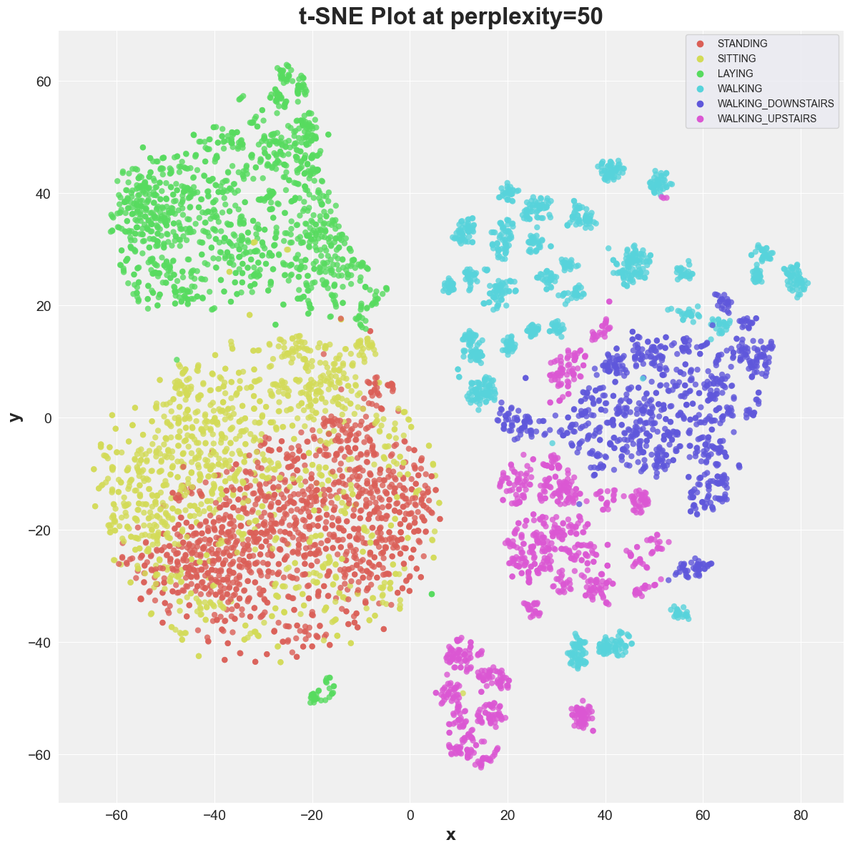 t-SNE Plot at perplexity=50
STANDING
SITTING
LAYING
WALKING
WALKING_DOWNSTAIRS
WALKING_UPSTAIRS
60
40
20
0
−20
−40
−60
y
−60 −40 −20 0 20 40 60 80
x